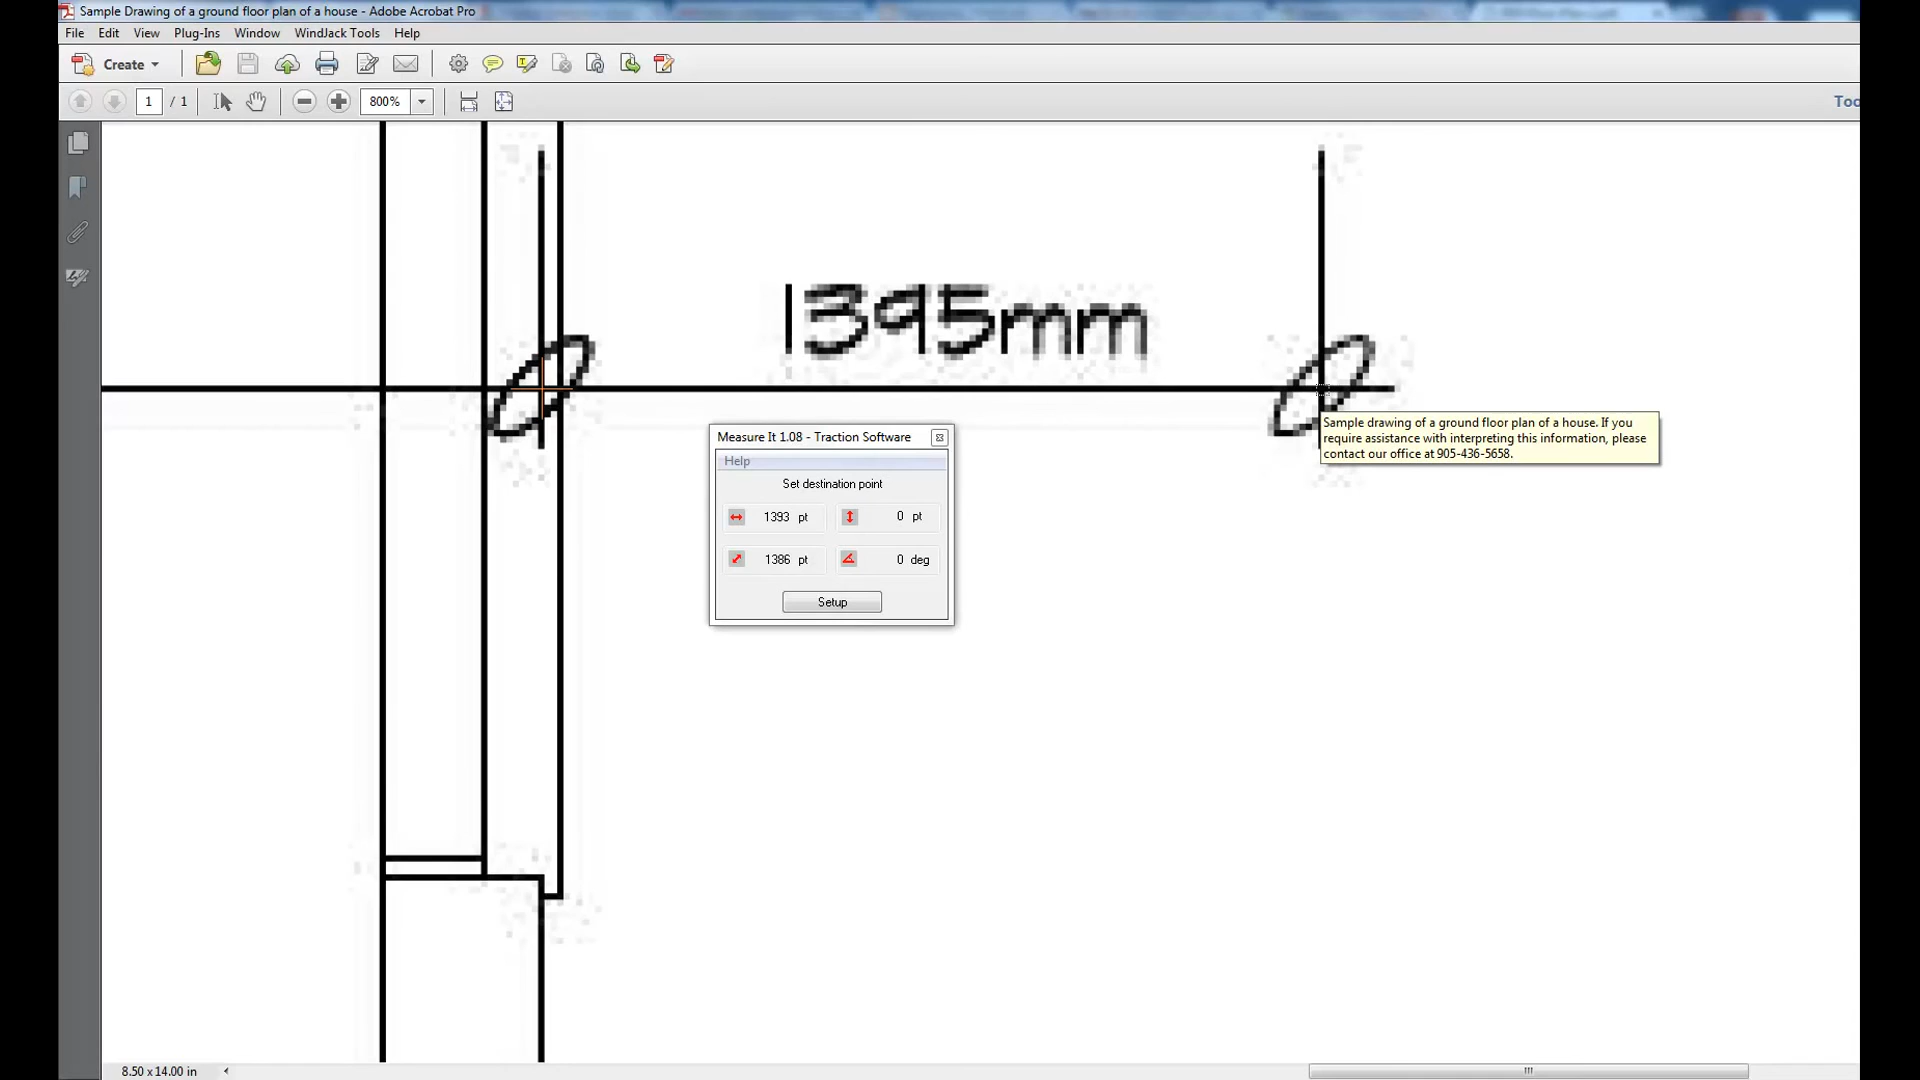 Sample Drawing of a ground floor plan of a house - Adobe Acrobat Pro
File Edit View Plug-Ins Window WindJack Tools Help
Create
1 / 1 800%
Too
1395mm
Sample drawing of a ground floor plan of a house. If you
require assistance with interpreting this information, please
contact our office at 905-436-5658.
Measure It 1.08 - Traction Software
Help
Set destination point
1393 pt 0 pt
1386 pt 0 deg
Setup
8.50 x 14.00 in